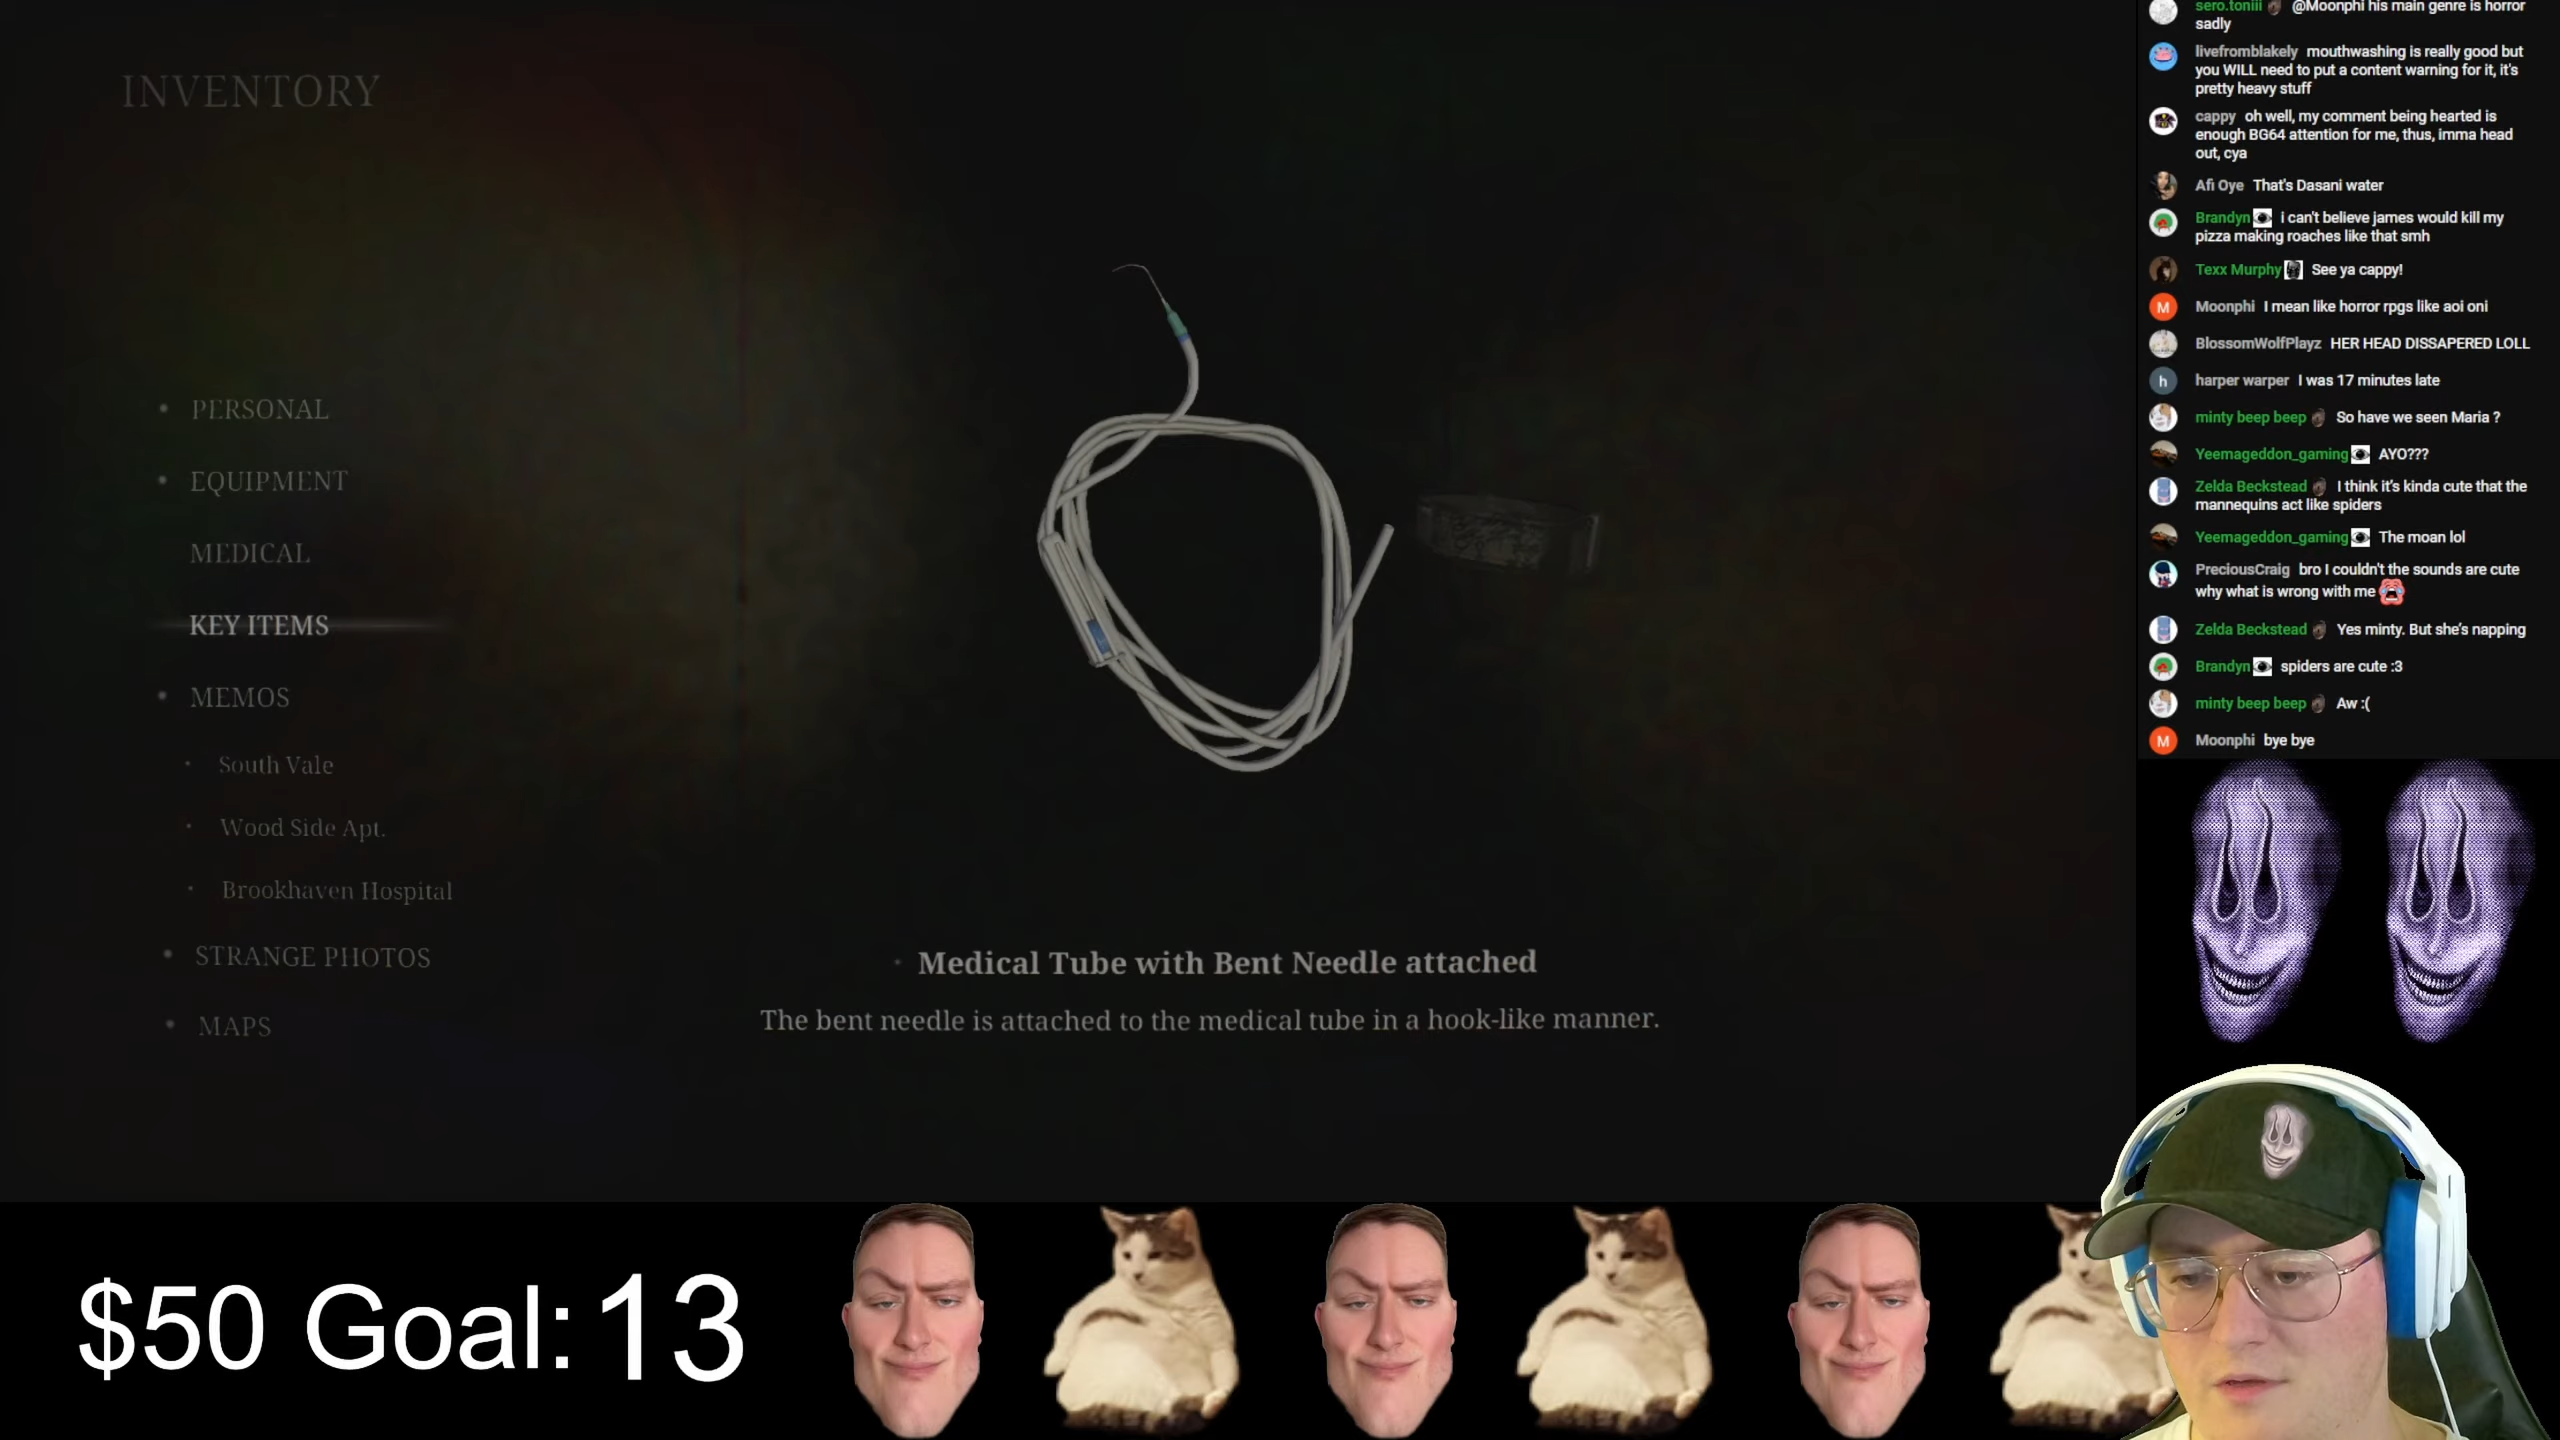 INVENTORY
• PERSONAL
• EQUIPMENT
MEDICAL
KEY ITEMS
• MEMOS
• South Vale
• Wood Side Apt.
• Brookhaven Hospital
• STRANGE PHOTOS
• MAPS
• Medical Tube with Bent Needle attached
The bent needle is attached to the medical tube in a hook-like manner.
sero.toniii @Moonphi his main genre is horror
sadly
livefromblakely mouthwashing is really good but
you WILL need to put a content warning for it, it's
pretty heavy stuff
cappy oh well, my comment being hearted is
enough BG64 attention for me, thus, imma head
out, cya
Afi Oye That's Dasani water
Brandyn i can't believe james would kill my
pizza making roaches like that smh
Texx Murphy See ya cappy!
M Moonphi I mean like horror rpgs like aoi oni
BlossomWolfPlayz HER HEAD DISSAPERED LOLL
h harper warper I was 17 minutes late
minty beep beep So have we seen Maria ?
Yeemageddon_gaming AYO???
Zelda Beckstead I think it's kinda cute that the
mannequins act like spiders
Yeemageddon_gaming The moan lol
PreciousCraig bro I couldn't the sounds are cute
why what is wrong with me
Zelda Beckstead Yes minty. But she's napping
Brandyn spiders are cute :3
minty beep beep Aw :(
M Moonphi bye bye
$50 Goal: 13